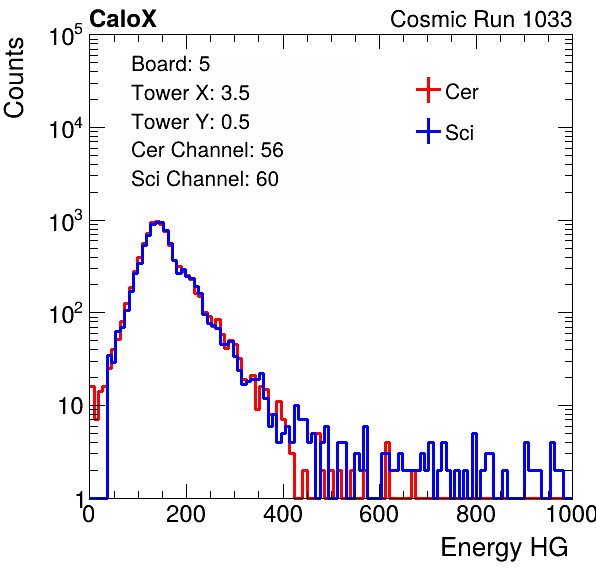 CaloX Cosmic Run 1033
Counts
Board: 5
Tower X: 3.5
Tower Y: 0.5
Cer Channel: 56
Sci Channel: 60
Cer
Sci
10^5
10^4
10^3
10^2
10
1
0 200 400 600 800 1000
Energy HG